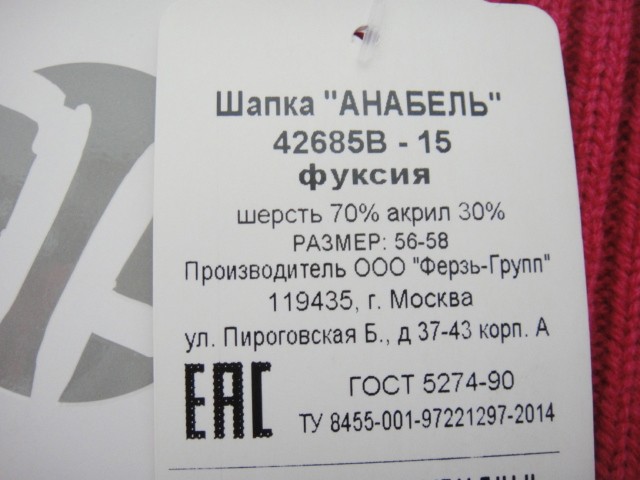 Шапка "АНАБЕЛЬ"
42685В - 15
фуксия
шерсть 70% акрил 30%
РАЗМЕР: 56-58
Производитель ООО "Ферзь-Групп"
119435, г. Москва
ул. Пироговская Б., д 37-43 корп. А
ЕАС
ГОСТ 5274-90
ТУ 8455-001-97221297-2014